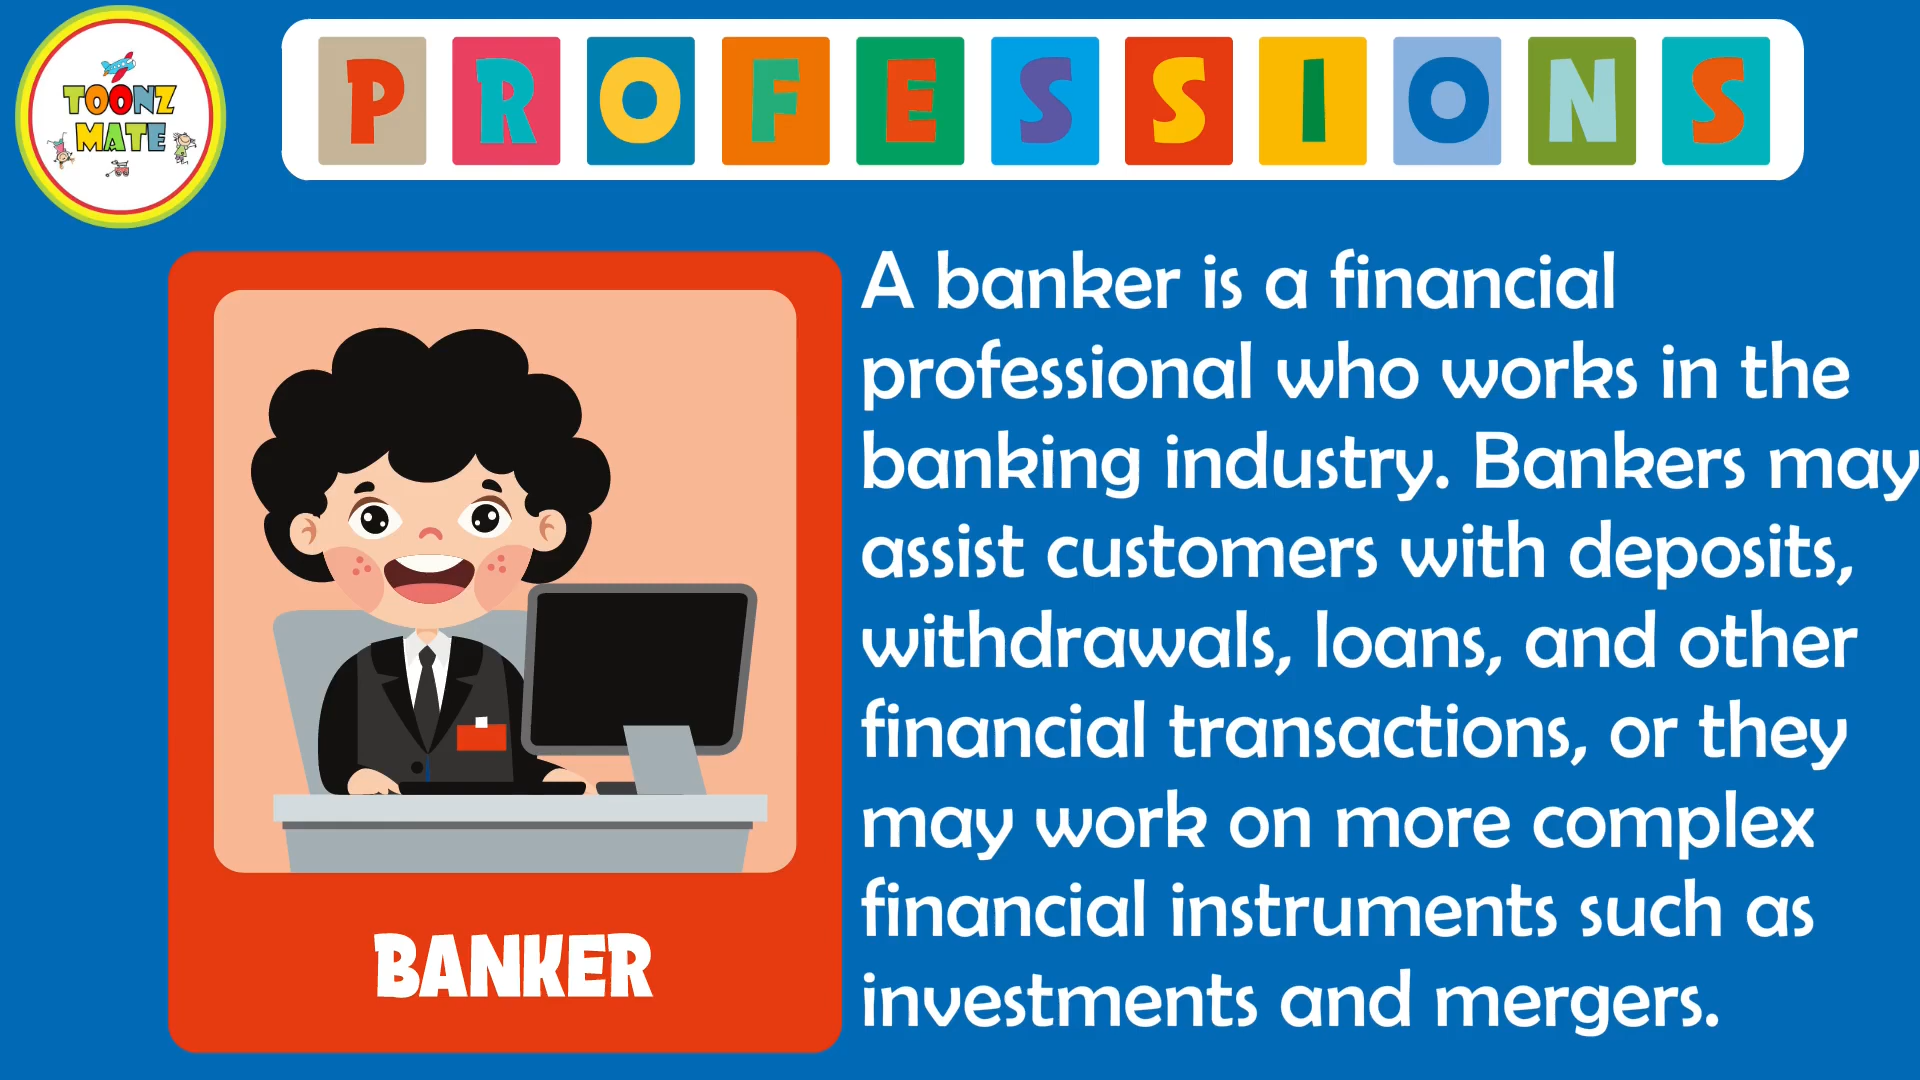 TOONZ
MATE
PROFESSIONS
A banker is a financial
professional who works in the
banking industry. Bankers may
assist customers with deposits,
withdrawals, loans, and other
financial transactions, or they
may work on more complex
financial instruments such as
investments and mergers.
BANKER